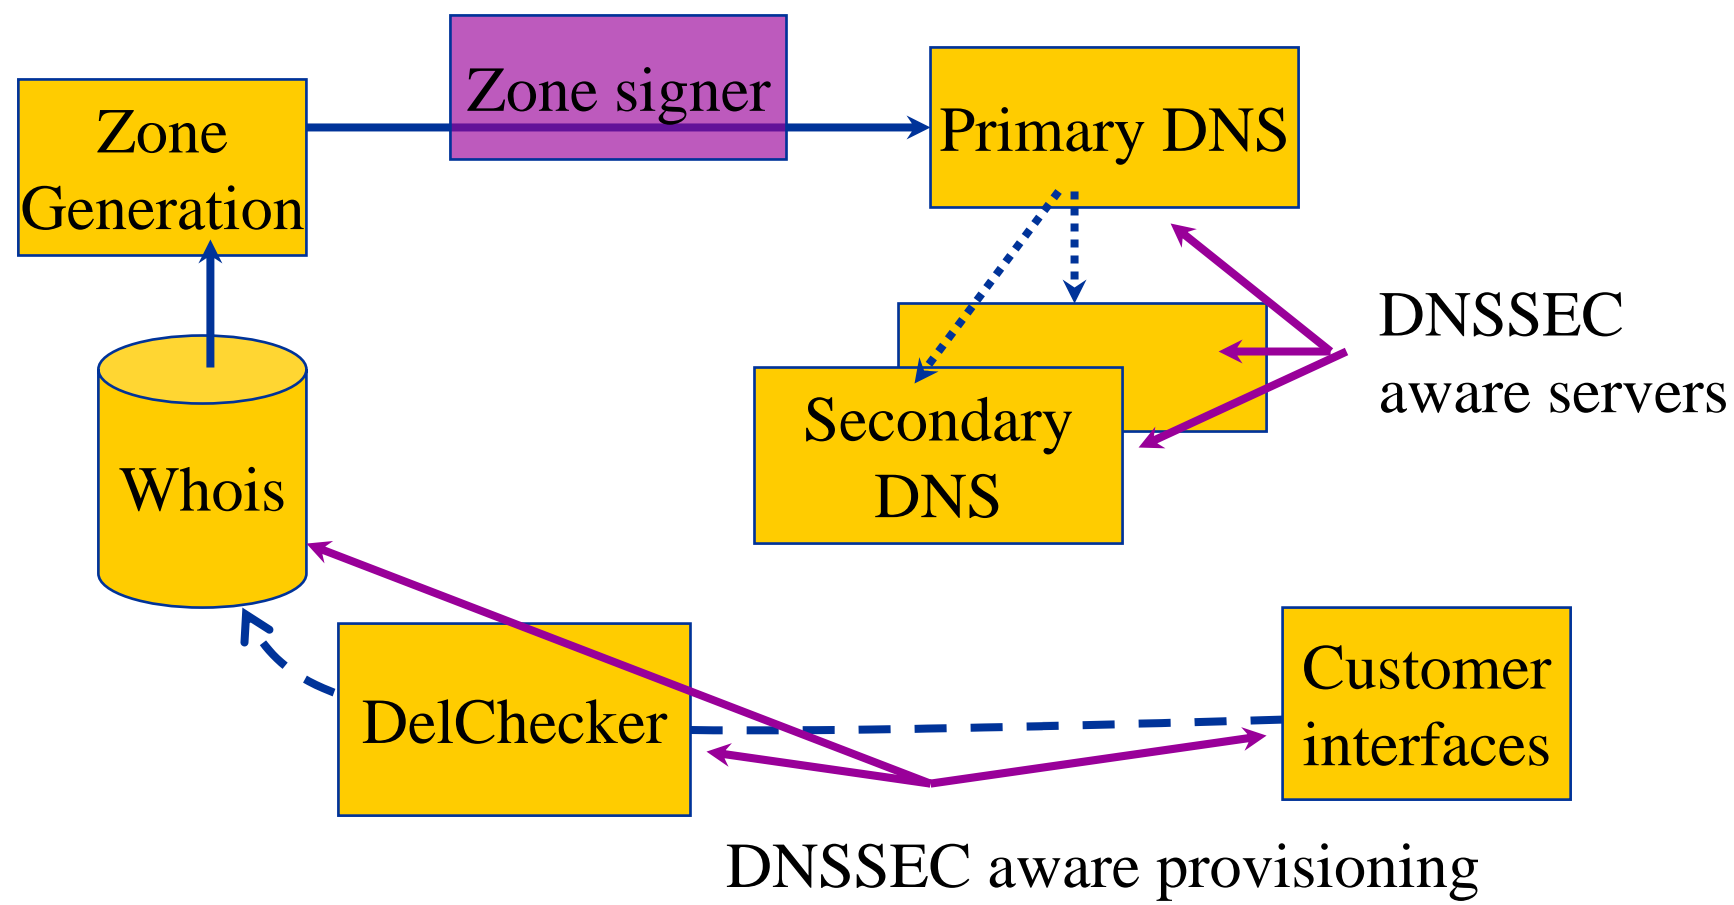 Zone signer
Zone
Generation
Primary DNS
DNSSEC
aware servers
Secondary
DNS
Whois
DelChecker
Customer
interfaces
DNSSEC aware provisioning